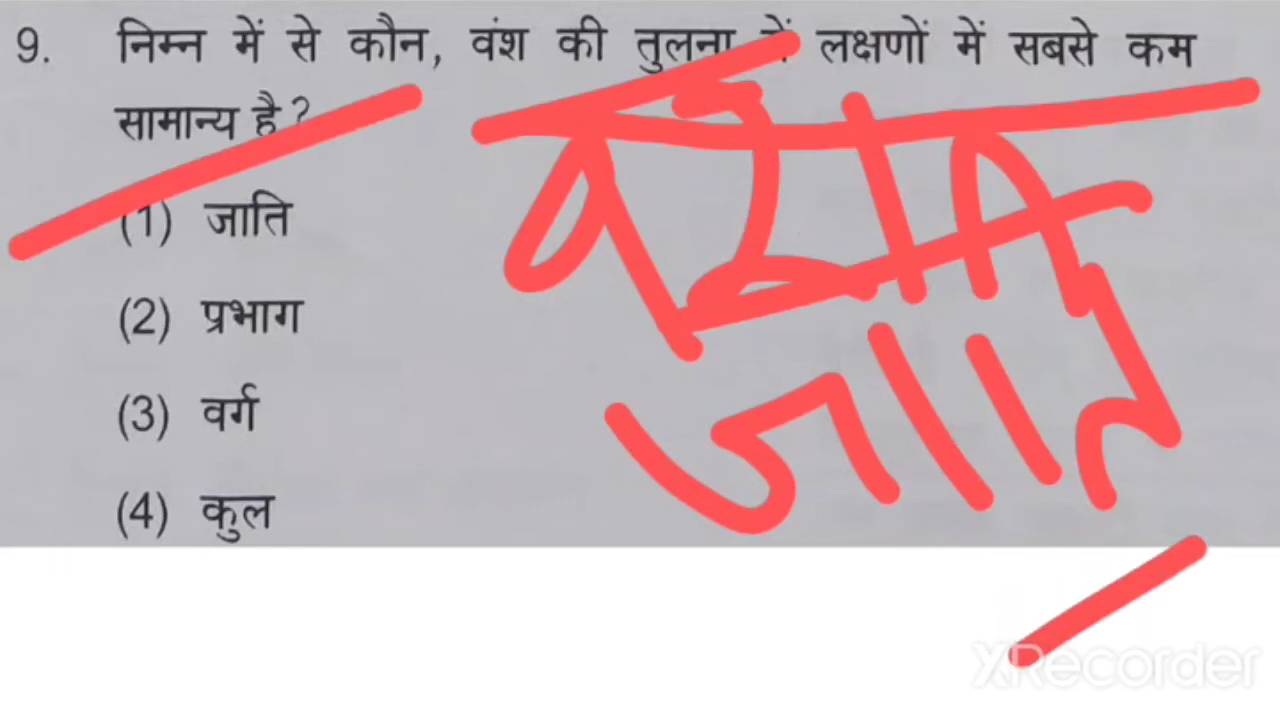 9. निम्न में से कौन, वंश की तुलना में लक्षणों में सबसे कम
सामान्य है?
(1) जाति
(2) प्रभाग
(3) वर्ग
(4) कुल
जाति
XRecorder